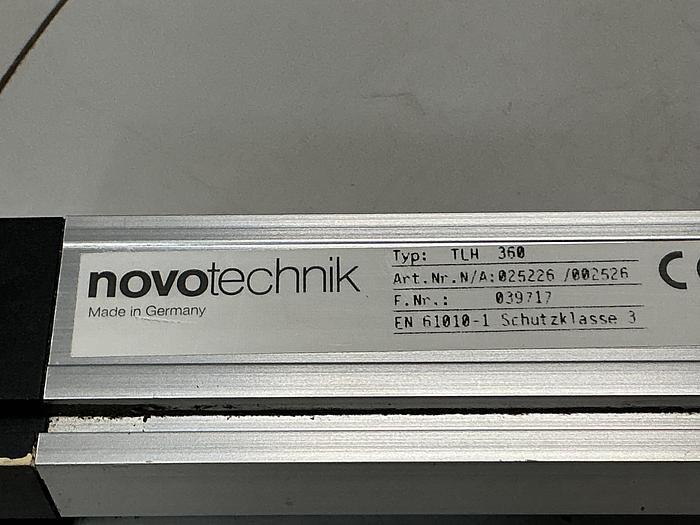 novotechnik
Made in Germany
Typ: TLH 360
Art.Nr.N/A:025226 /002526
F.Nr.: 039717
EN 61010-1 Schutzklasse 3
CE